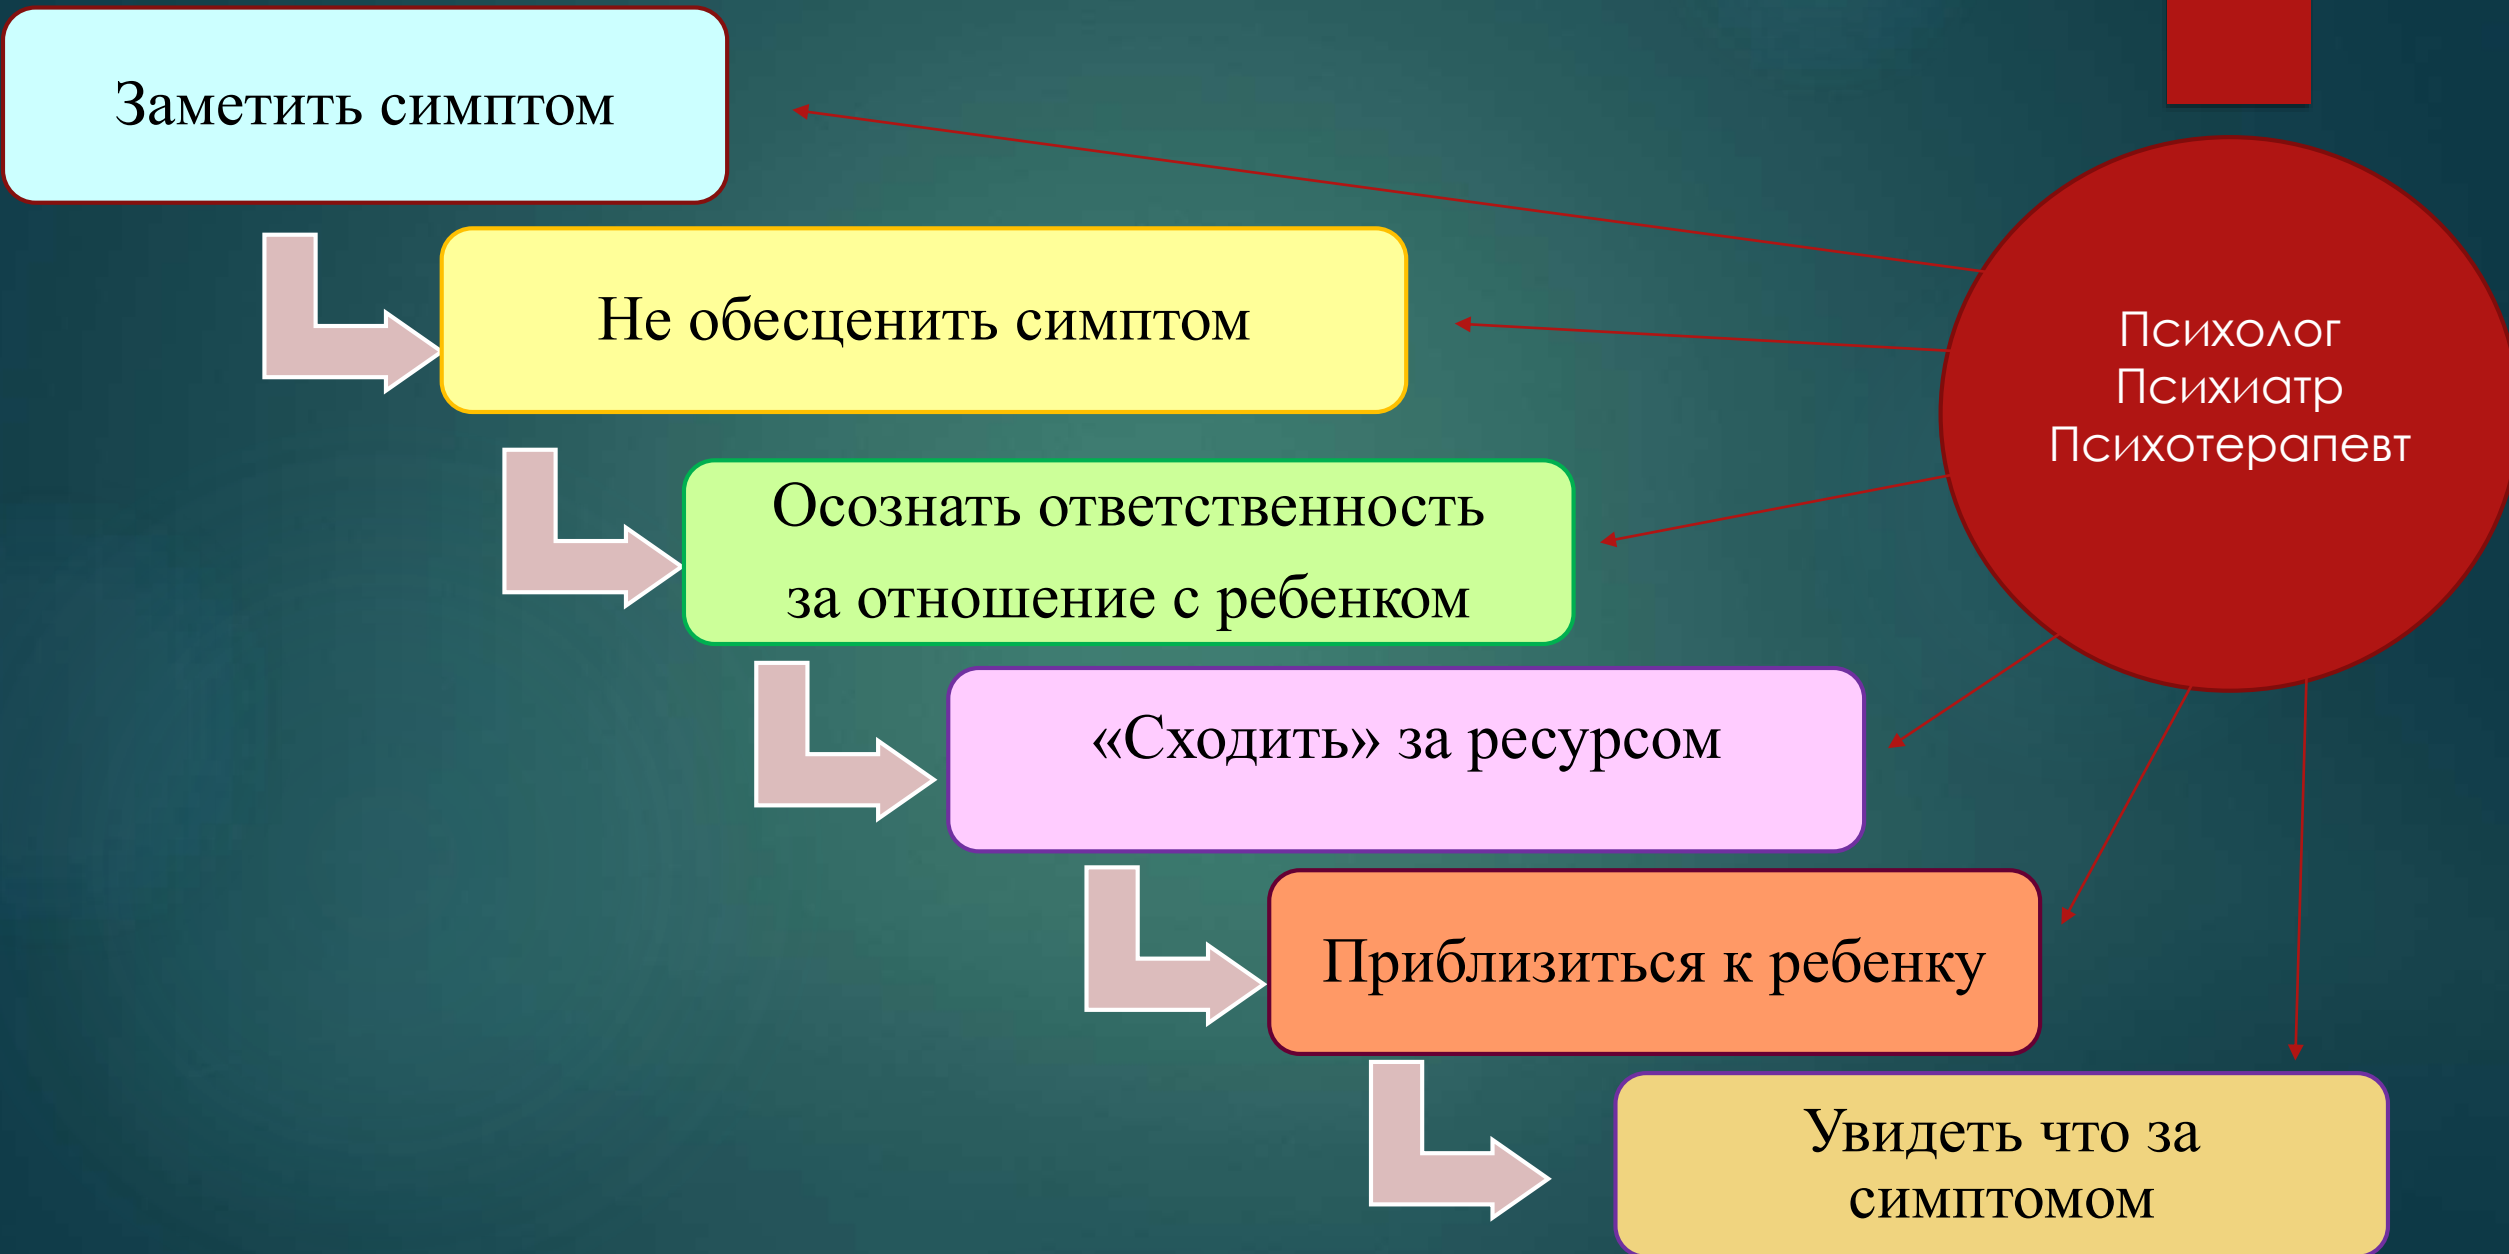 Заметить симптом
Не обесценить симптом
Осознать ответственность
за отношение с ребенком
«Сходить» за ресурсом
Приблизиться к ребенку
Увидеть что за
симптомом
Психолог
Психиатр
Психотерапевт